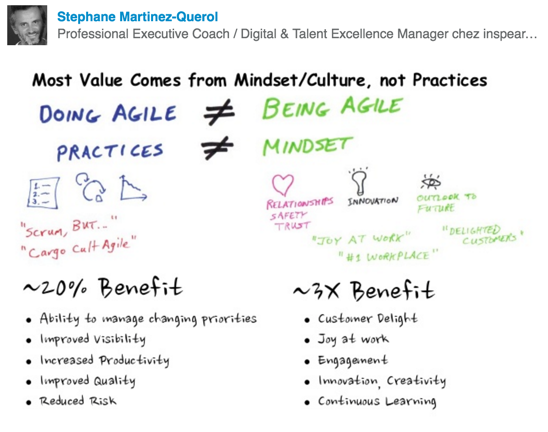 Stephane Martinez-Querol
Professional Executive Coach / Digital & Talent Excellence Manager chez inspear...
Most Value Comes from Mindset/Culture, not Practices
DOING AGILE ≠ BEING AGILE
PRACTICES ≠ MINDSET
1.
2.
3.
RELATIONSHIPS
SAFETY
TRUST
INNOVATION
OUTLOOK TO
FUTURE
"SCRUM, BUT..."
"Cargo Cult Agile"
"JOY AT WORK"
"DELIGHTED
CUSTOMERS"
"#1 WORKPLACE"
~20% Benefit
• Ability to manage changing priorities
• Improved Visibility
• Increased Productivity
• Improved Quality
• Reduced Risk
~3X Benefit
• Customer Delight
• Joy at work
• Engagement
• Innovation, Creativity
• Continuous Learning